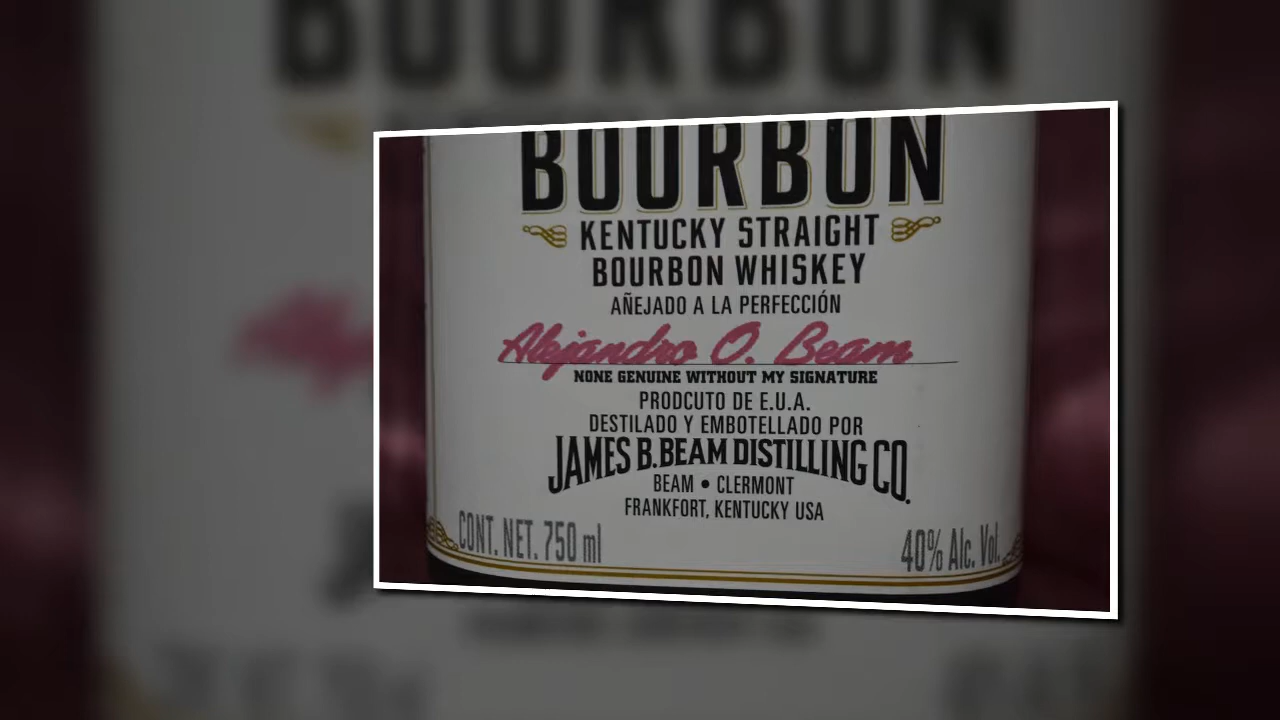 BOURBON
KENTUCKY STRAIGHT
BOURBON WHISKEY
AÑEJADO A LA PERFECCIÓN
Alejandro O. Beam
NONE GENUINE WITHOUT MY SIGNATURE
PRODCUTO DE E.U.A.
DESTILADO Y EMBOTELLADO POR
JAMES B. BEAM DISTILLING CO.
BEAM • CLERMONT
FRANKFORT, KENTUCKY USA
CONT. NET. 750 ml
40% Alc. Vol.